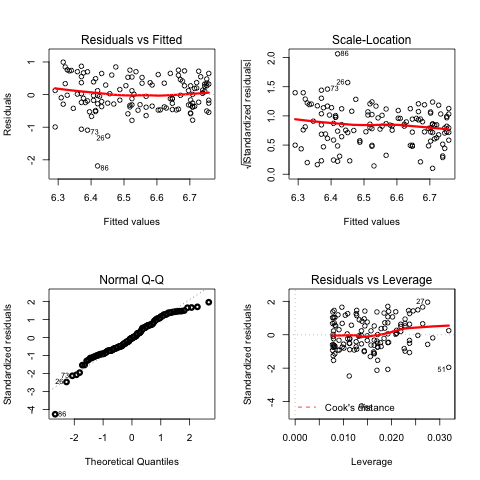 Residuals vs Fitted
Residuals
1
0
-1
-2
73
26
86
6.3 6.4 6.5 6.6 6.7
Fitted values
Scale-Location
√|Standardized residuals|
2.0
1.5
1.0
0.5
0.0
86
26
73
6.3 6.4 6.5 6.6 6.7
Fitted values
Normal Q-Q
Standardized residuals
2
1
0
-1
-2
-3
-4
73
26
86
-2 -1 0 1 2
Theoretical Quantiles
Residuals vs Leverage
Standardized residuals
2
0
-2
-4
27
51
Cook's distance
0.000 0.010 0.020 0.030
Leverage